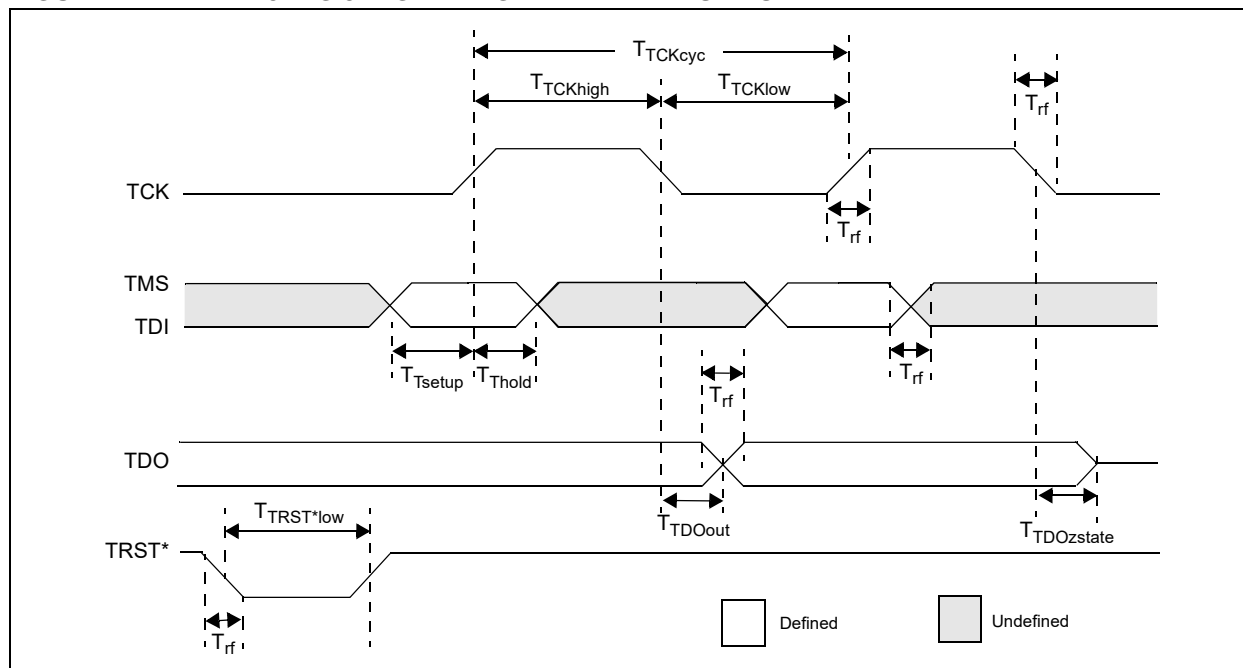 TTCKcyc
TTCKhigh
TTCKlow
Trf
TCK
Trf
TMS
TDI
TTsetup
TThold
Trf
Trf
TDO
TTRST*low
TTDOout
TTDOzstate
TRST*
Trf
Defined
Undefined